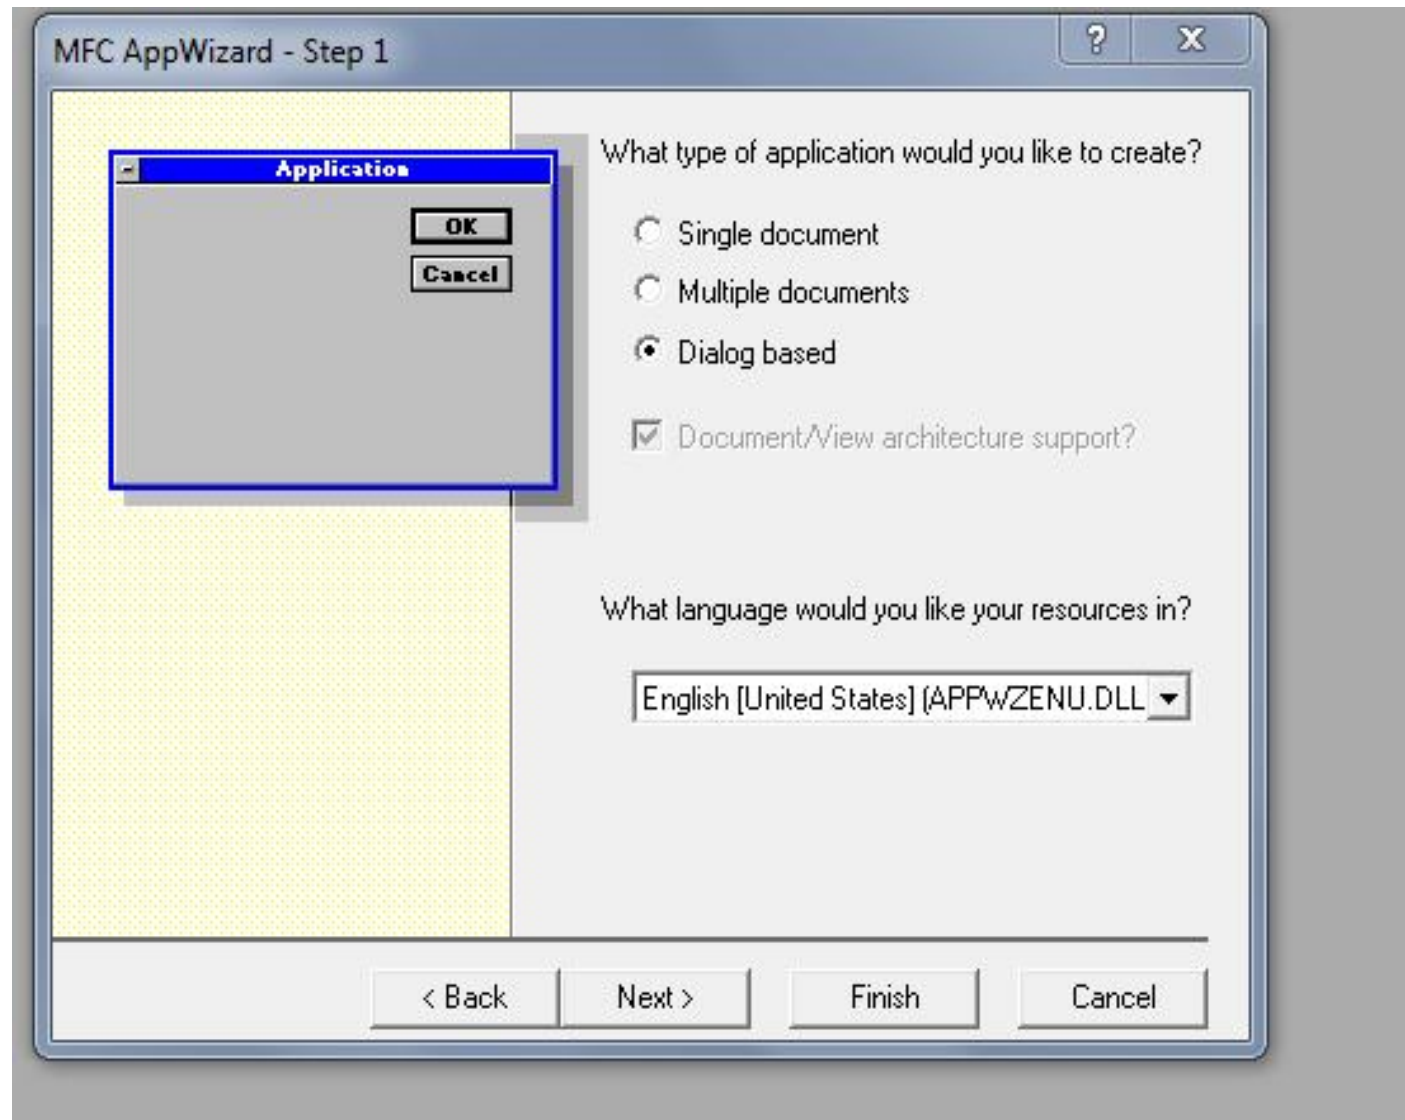 MFC AppWizard - Step 1
Application
OK
Cancel
What type of application would you like to create?
Single document
Multiple documents
Dialog based
Document/View architecture support?
What language would you like your resources in?
English [United States] (APPWZENU.DLL
< Back
Next >
Finish
Cancel